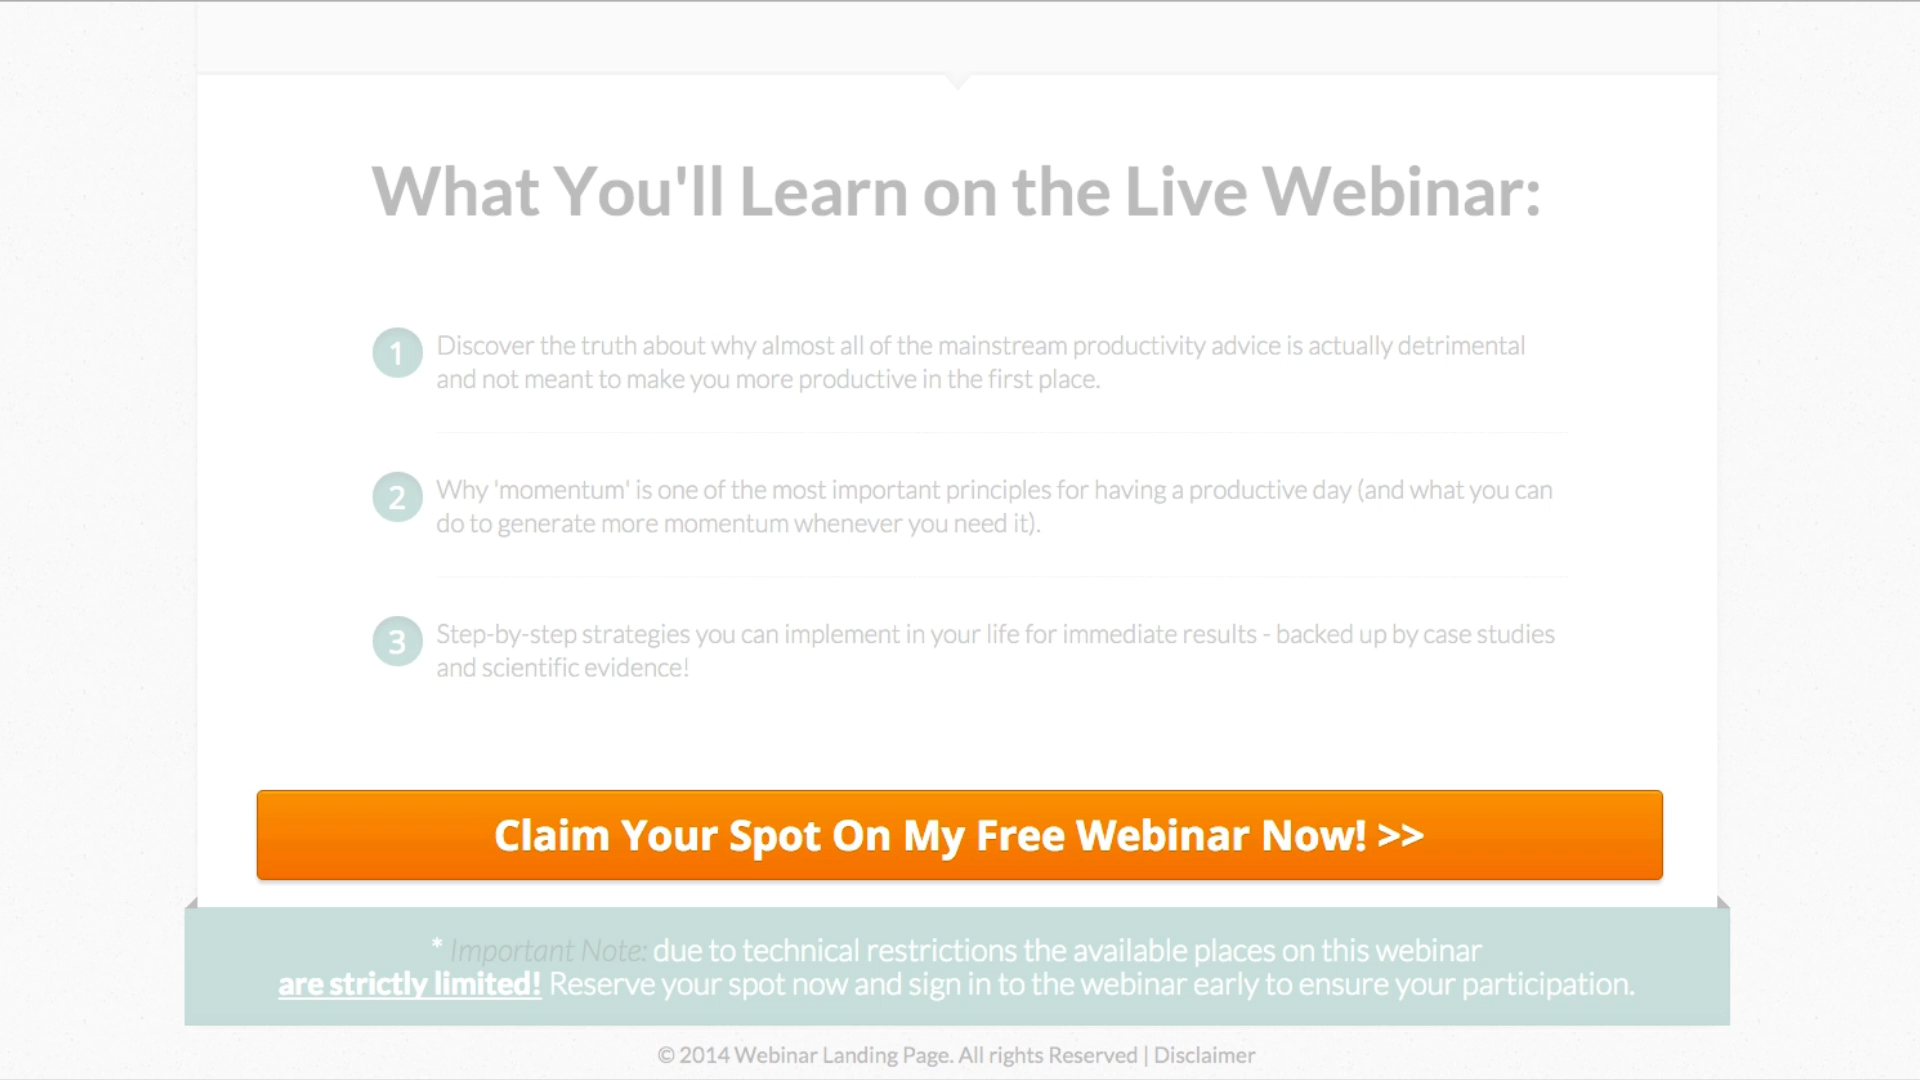 What You'll Learn on the Live Webinar:
1
Discover the truth about why almost all of the mainstream productivity advice is actually detrimental
and not meant to make you more productive in the first place.
2
Why 'momentum' is one of the most important principles for having a productive day (and what you can
do to generate more momentum whenever you need it).
3
Step-by-step strategies you can implement in your life for immediate results - backed up by case studies
and scientific evidence!
Claim Your Spot On My Free Webinar Now! >>
* Important Note: due to technical restrictions the available places on this webinar
are strictly limited! Reserve your spot now and sign in to the webinar early to ensure your participation.
© 2014 Webinar Landing Page. All rights Reserved | Disclaimer